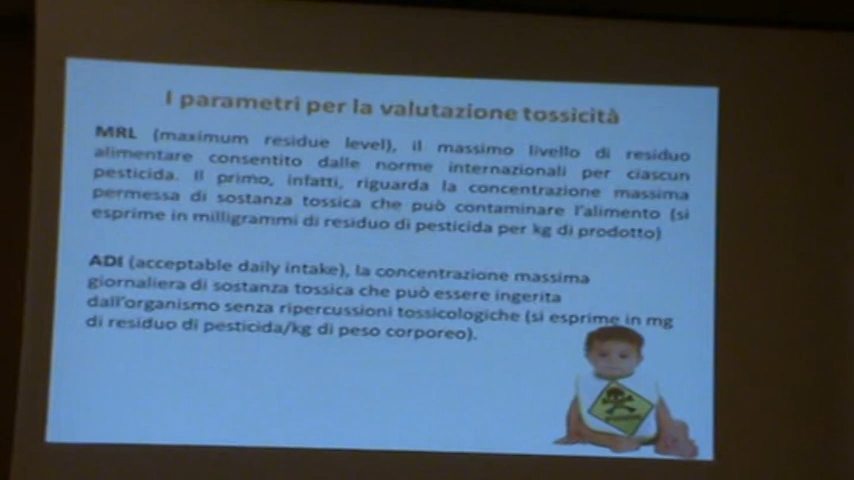 I parametri per la valutazione tossicità
MRL (maximum residue level), il massimo livello di residuo
alimentare consentito dalle norme internazionali per ciascun
pesticida. Il primo, infatti, riguarda la concentrazione massima
permessa di sostanza tossica che può contaminare l'alimento (si
esprime in milligrammi di residuo di pesticida per kg di prodotto)
ADI (acceptable daily intake), la concentrazione massima
giornaliera di sostanza tossica che può essere ingerita
dall'organismo senza ripercussioni tossicologiche (si esprime in mg
di residuo di pesticida/kg di peso corporeo).